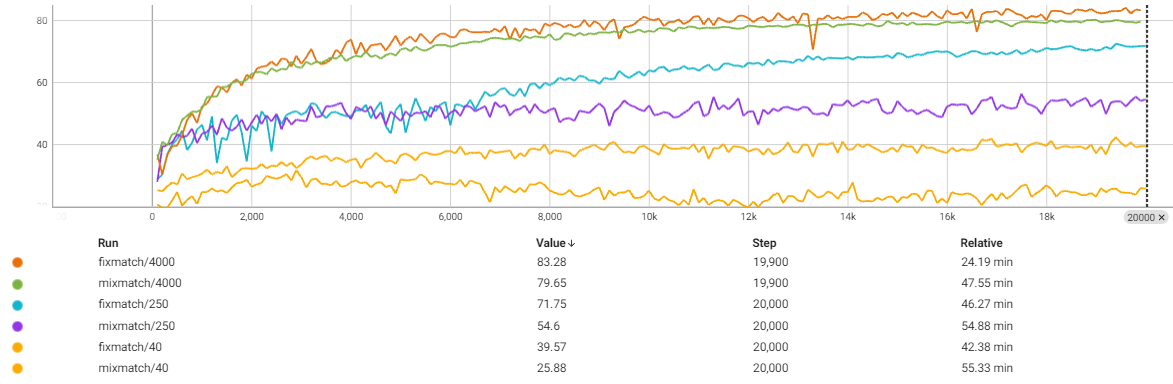 80
60
40
0 2,000 4,000 6,000 8,000 10k 12k 14k 16k 18k 20000 ✕
Run Value ↓ Step Relative
fixmatch/4000 83.28 19,900 24.19 min
mixmatch/4000 79.65 19,900 47.55 min
fixmatch/250 71.75 20,000 46.27 min
mixmatch/250 54.6 20,000 54.88 min
fixmatch/40 39.57 20,000 42.38 min
mixmatch/40 25.88 20,000 55.33 min